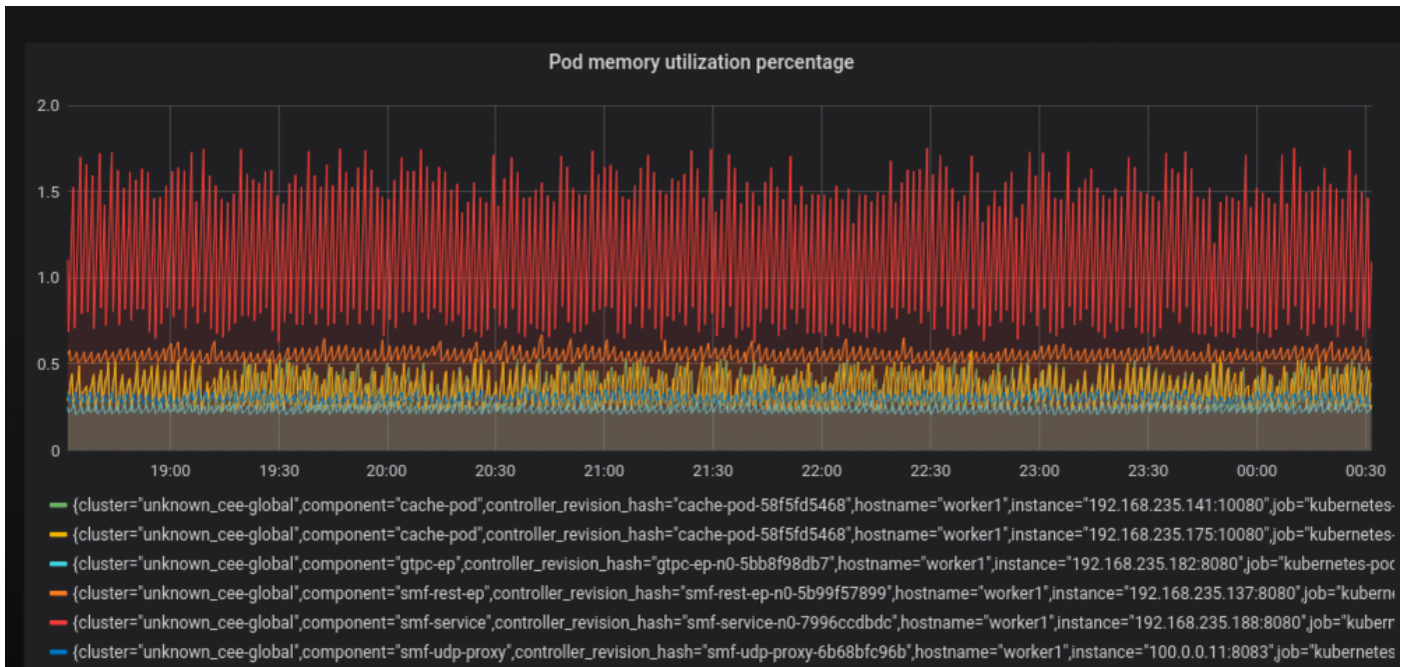 Pod memory utilization percentage
2.0
1.5
1.0
0.5
0
19:00 19:30 20:00 20:30 21:00 21:30 22:00 22:30 23:00 23:30 00:00 00:30
{cluster="unknown_cee-global",component="cache-pod",controller_revision_hash="cache-pod-58f5fd5468",hostname="worker1",instance="192.168.235.141:10080",job="kubernetes-
{cluster="unknown_cee-global",component="cache-pod",controller_revision_hash="cache-pod-58f5fd5468",hostname="worker1",instance="192.168.235.175:10080",job="kubernetes-
{cluster="unknown_cee-global",component="gtpc-ep",controller_revision_hash="gtpc-ep-n0-5bb8f98db7",hostname="worker1",instance="192.168.235.182:8080",job="kubernetes-poc
{cluster="unknown_cee-global",component="smf-rest-ep",controller_revision_hash="smf-rest-ep-n0-5b99f57899",hostname="worker1",instance="192.168.235.137:8080",job="kuberne
{cluster="unknown_cee-global",component="smf-service",controller_revision_hash="smf-service-n0-7996ccdbdc",hostname="worker1",instance="192.168.235.188:8080",job="kubern
{cluster="unknown_cee-global",component="smf-udp-proxy",controller_revision_hash="smf-udp-proxy-6b68bfc96b",hostname="worker1",instance="100.0.0.11:8083",job="kubernetes